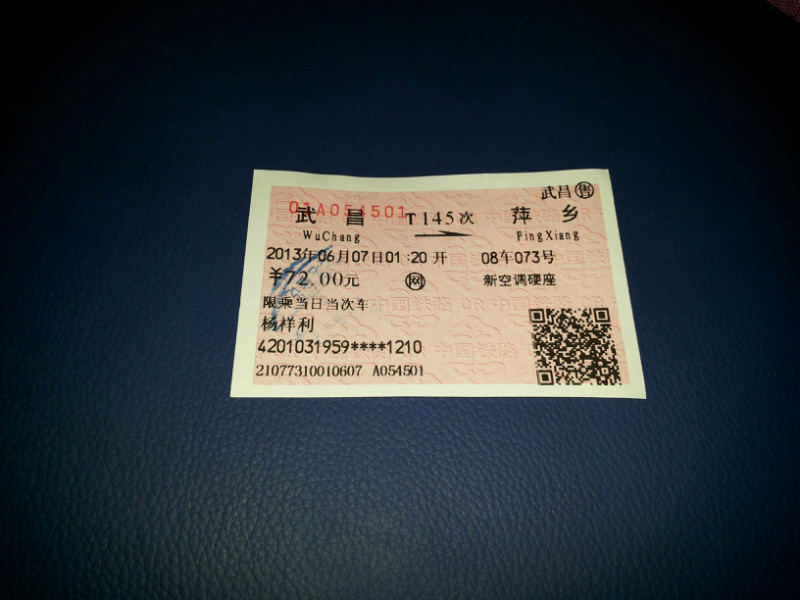 武昌售
01A054501
武昌 T145次 萍乡
WuChang PingXiang
2013年06月07日01:20开 08车073号
￥72.00元 网 新空调硬座
限乘当日当次车
杨样利
4201031959****1210
21077310010607 A054501